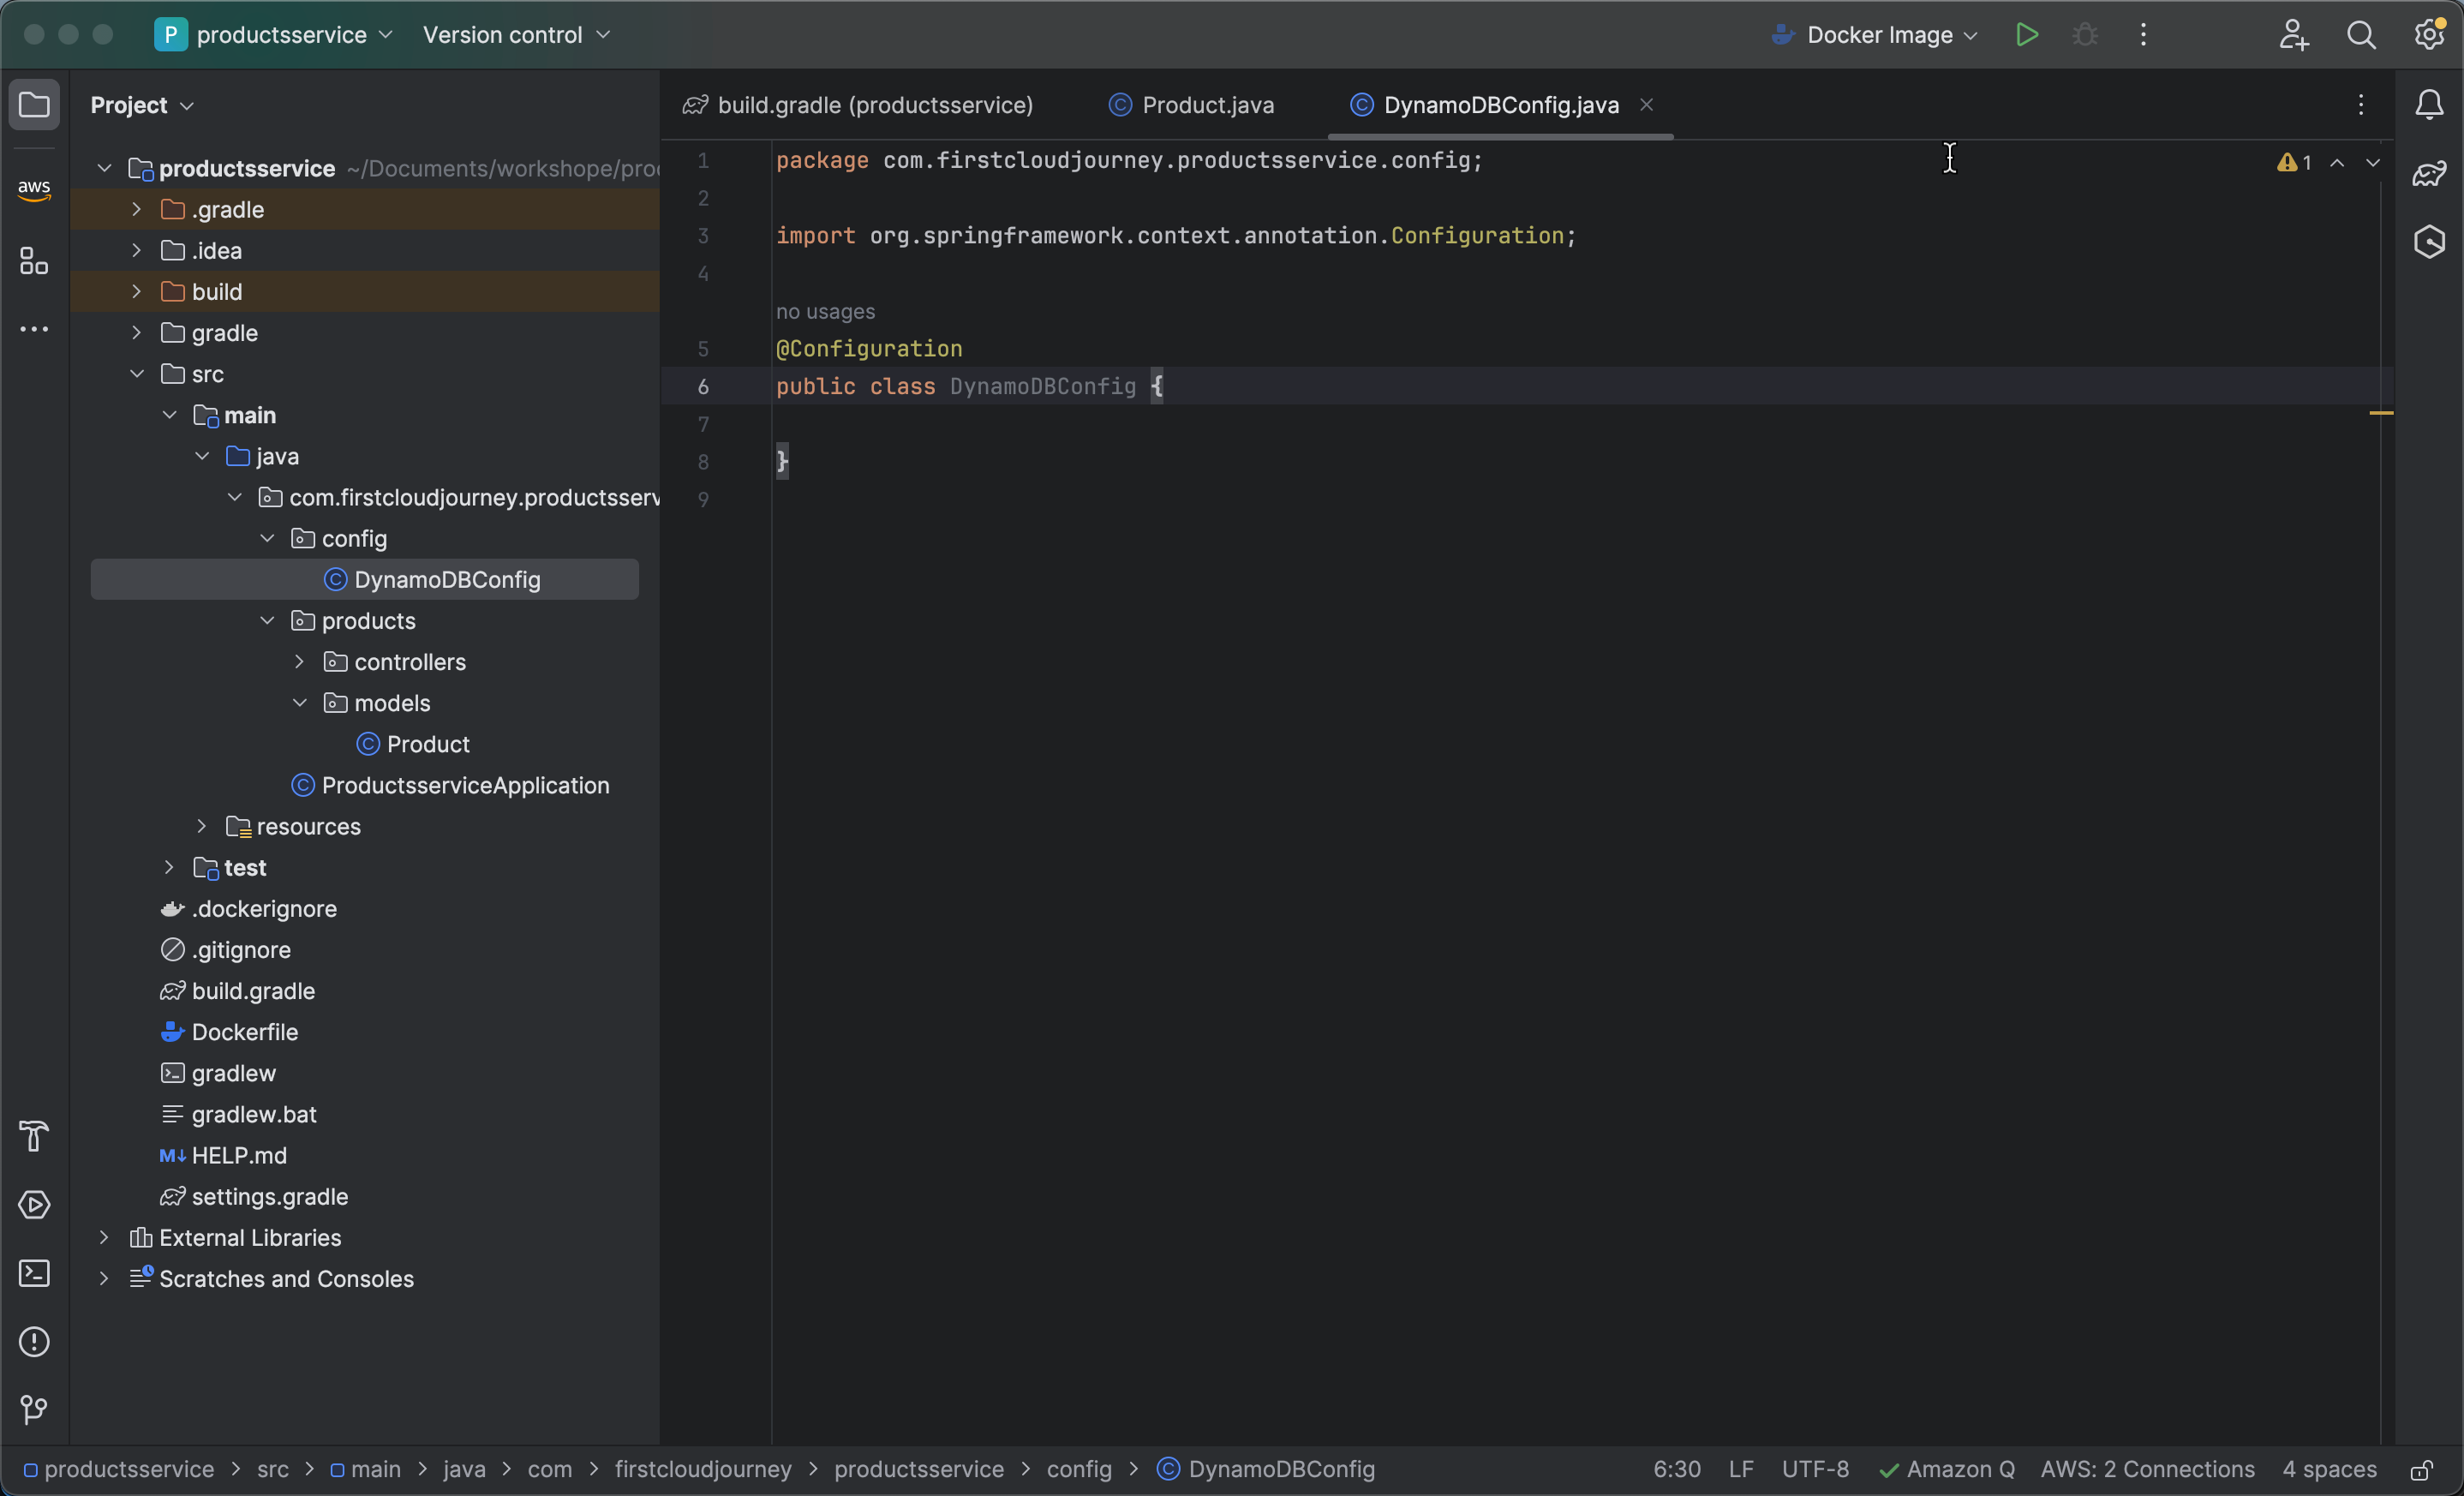 P productsservice Version control Docker Image
Project
build.gradle (productsservice) Product.java DynamoDBConfig.java
aws
productsservice ~/Documents/workshope/pro
.gradle
.idea
build
gradle
src
main
java
com.firstcloudjourney.productsserv
config
DynamoDBConfig
products
controllers
models
Product
ProductsserviceApplication
resources
test
.dockerignore
.gitignore
build.gradle
Dockerfile
gradlew
gradlew.bat
M↓ HELP.md
settings.gradle
External Libraries
Scratches and Consoles
1 package com.firstcloudjourney.productsservice.config;
1
2
3 import org.springframework.context.annotation.Configuration;
4
no usages
5 @Configuration
6 public class DynamoDBConfig {
7
8 }
9
productsservice > src > main > java > com > firstcloudjourney > productsservice > config > DynamoDBConfig
6:30 LF UTF-8 Amazon Q AWS: 2 Connections 4 spaces